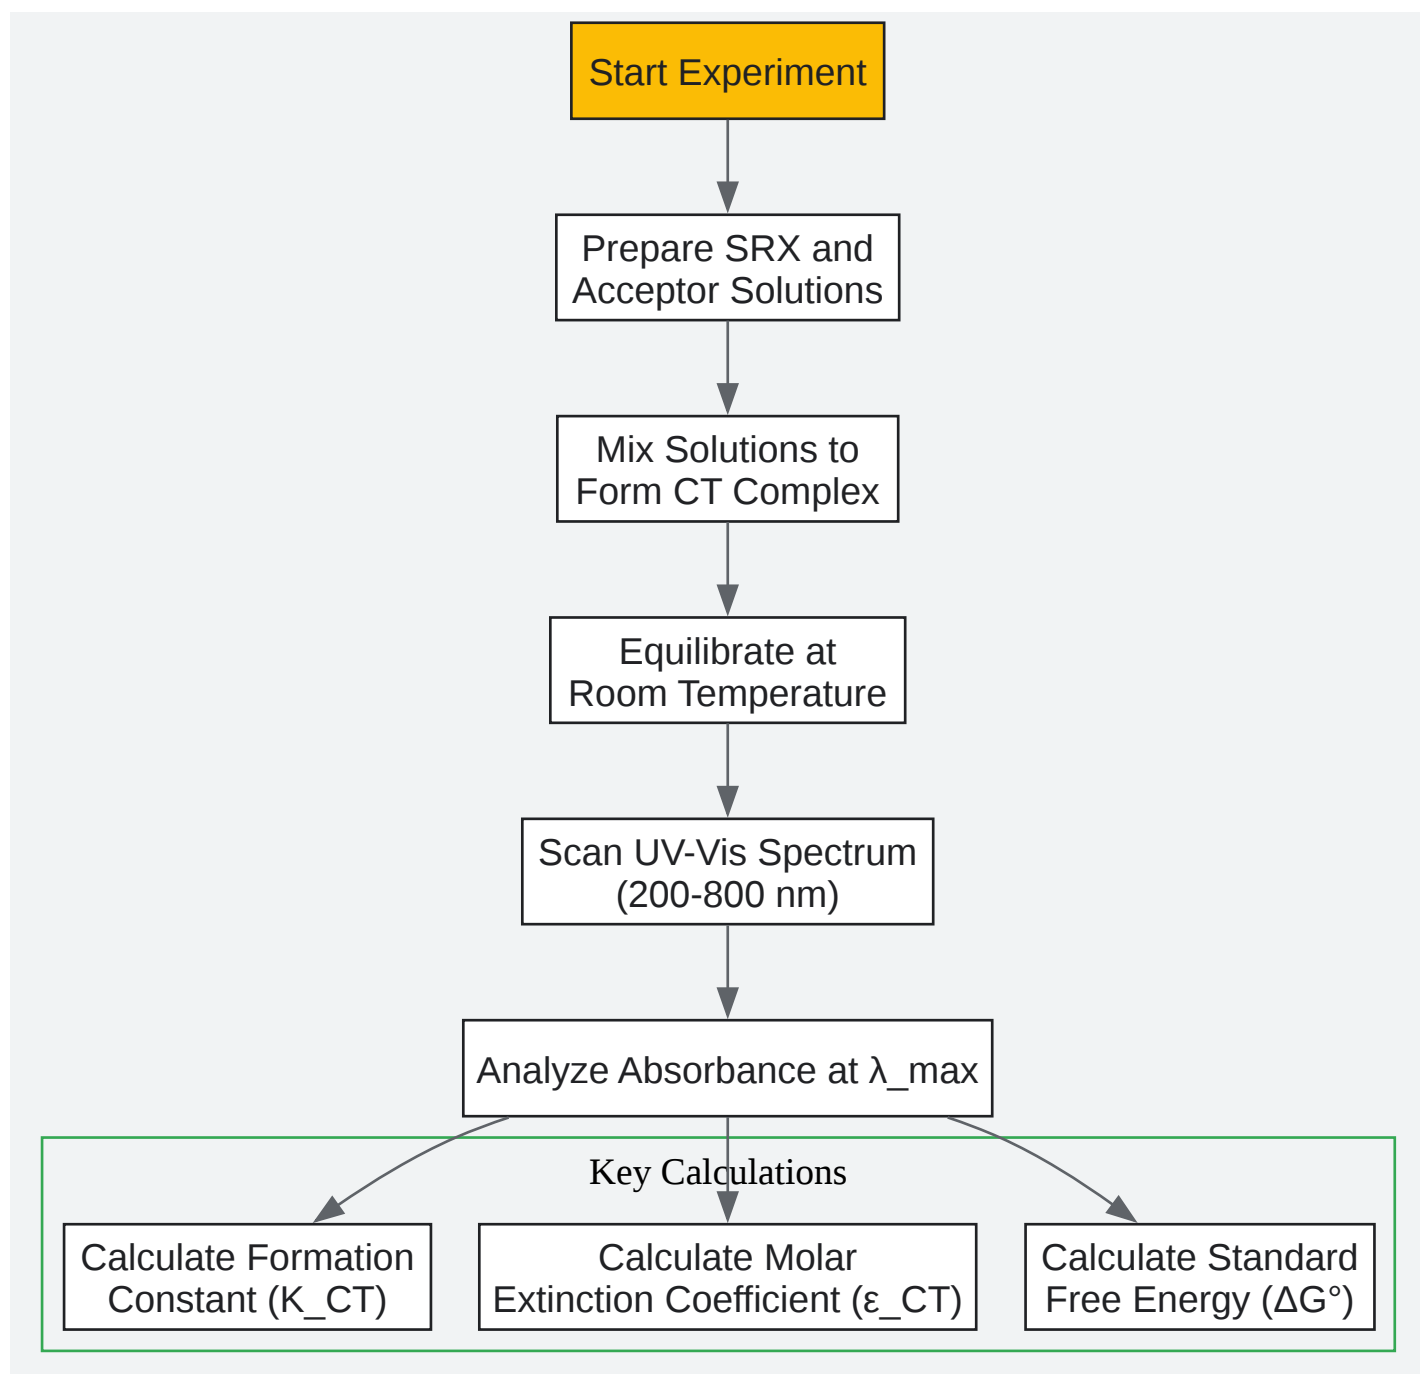 Start Experiment
Prepare SRX and
Acceptor Solutions
Mix Solutions to
Form CT Complex
Equilibrate at
Room Temperature
Scan UV-Vis Spectrum
(200-800 nm)
Analyze Absorbance at λ_max
Key Calculations
Calculate Formation
Constant (K_CT)
Calculate Molar
Extinction Coefficient (ε_CT)
Calculate Standard
Free Energy (ΔG°)